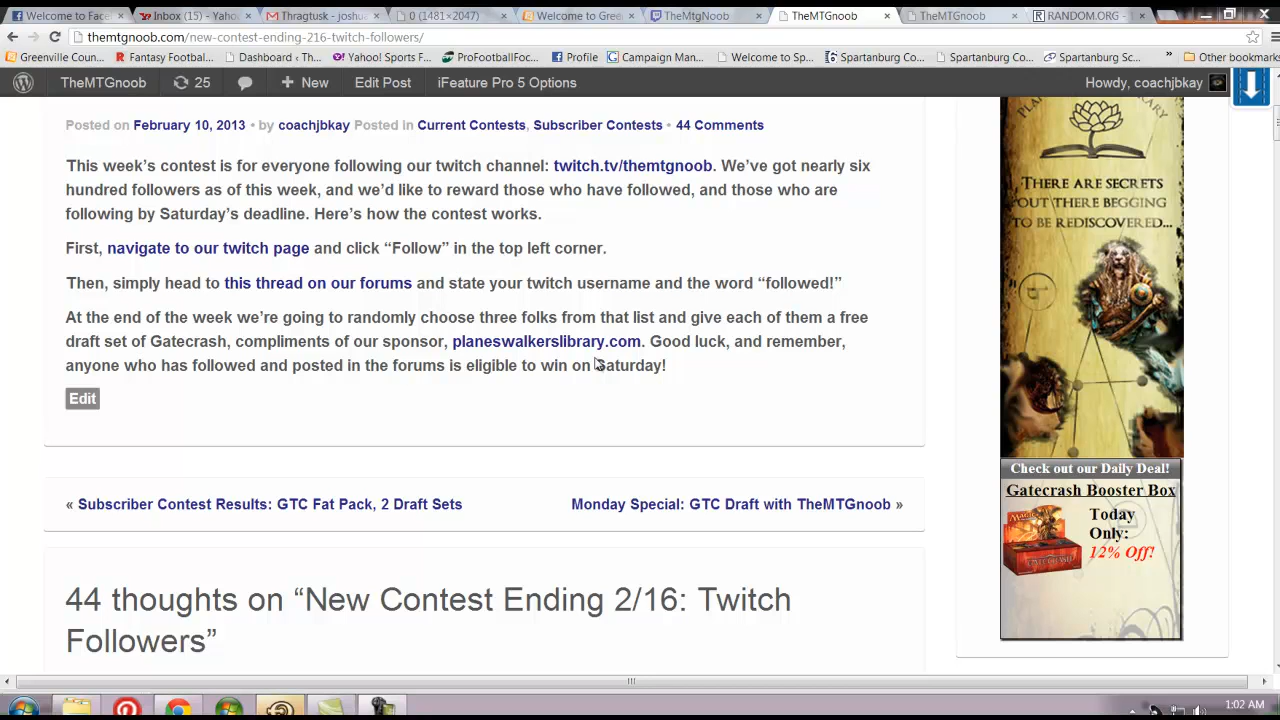 Welcome to Faceb
Inbox (15) - Yahoo
Thragtusk - joshua
0 (1481×2047)
Welcome to Gree
TheMtgNoob
TheMTGnoob
TheMTGnoob
RANDOM.ORG -
themtgnoob.com/new-contest-ending-216-twitch-followers/
Greenville Coun...
Fantasy Football...
Dashboard ‹ Th...
Yahoo! Sports F...
ProFootballFoc...
Profile
Campaign Man...
Welcome to Sp...
Spartanburg Co...
Spartanburg Co...
Spartanburg Sc...
»
Other bookmarks
TheMTGnoob
25
+ New
Edit Post
iFeature Pro 5 Options
Howdy, coachjbkay
Posted on February 10, 2013 • by coachjbkay Posted in Current Contests, Subscriber Contests • 44 Comments
This week's contest is for everyone following our twitch channel: twitch.tv/themtgnoob. We've got nearly six
hundred followers as of this week, and we'd like to reward those who have followed, and those who are
following by Saturday's deadline. Here's how the contest works.
First, navigate to our twitch page and click “Follow” in the top left corner.
Then, simply head to this thread on our forums and state your twitch username and the word “followed!”
At the end of the week we're going to randomly choose three folks from that list and give each of them a free
draft set of Gatecrash, compliments of our sponsor, planeswalkerslibrary.com. Good luck, and remember,
anyone who has followed and posted in the forums is eligible to win on Saturday!
Edit
« Subscriber Contest Results: GTC Fat Pack, 2 Draft Sets
Monday Special: GTC Draft with TheMTGnoob »
44 thoughts on “New Contest Ending 2/16: Twitch
Followers”
THERE ARE SECRETS
OUT THERE BEGGING
TO BE REDISCOVERED...
Check out our Daily Deal!
Gatecrash Booster Box
Today
Only:
12% Off!
1:02 AM